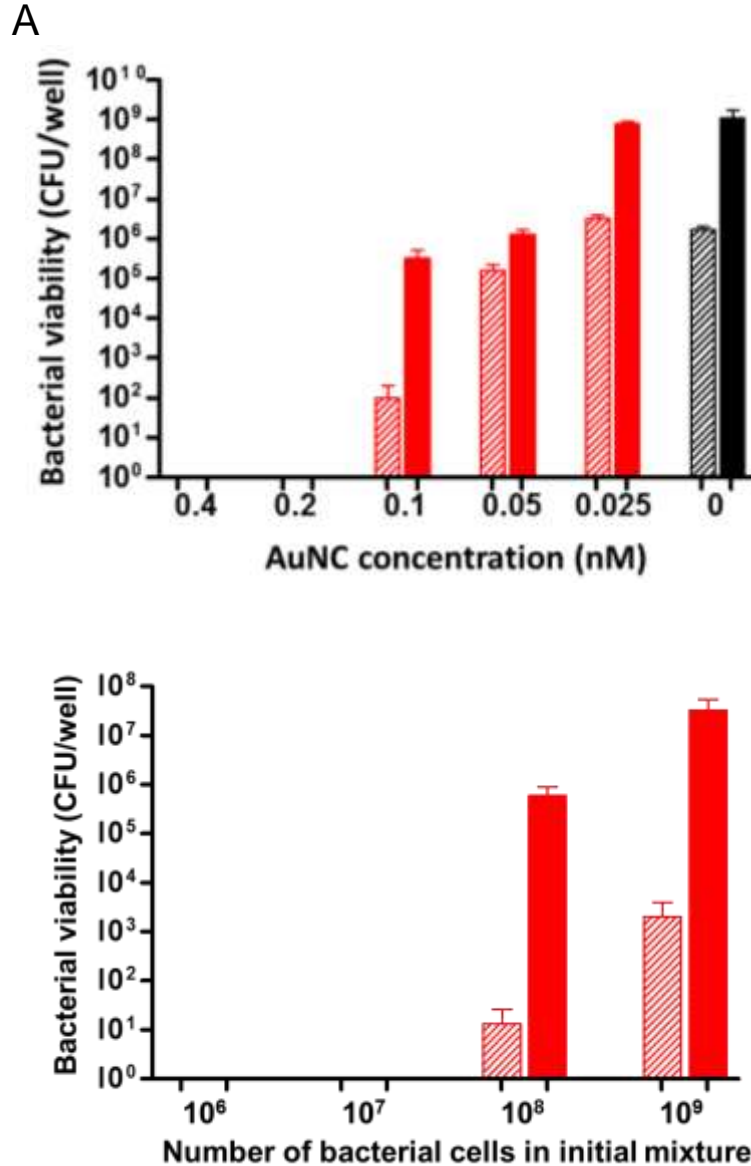 A
Bacterial viability (CFU/well)
10¹⁰
10⁹
10⁸
10⁷
10⁶
10⁵
10⁴
10³
10²
10¹
10⁰
0.4 0.2 0.1 0.05 0.025 0
AuNC concentration (nM)
Bacterial viability (CFU/well)
10⁸
10⁷
10⁶
10⁵
10⁴
10³
10²
10¹
10⁰
10⁶ 10⁷ 10⁸ 10⁹
Number of bacterial cells in initial mixture